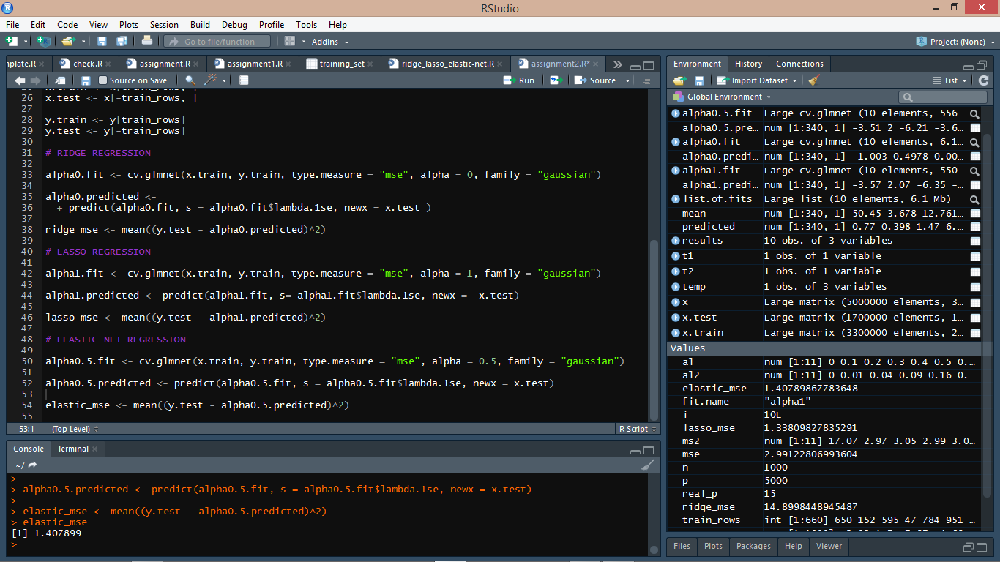 RStudio
File Edit Code View Plots Session Build Debug Profile Tools Help
Go to file/function Addins Project: (None)
mplate.R check.R assignment.R assignment1.R training_set ridge_lasso_elastic-net.R assignment2.R*
Source on Save Run Source
26 x.test <- x[-train_rows, ]
27
28 y.train <- y[train_rows]
29 y.test <- y[-train_rows]
30
31 # RIDGE REGRESSION
32
33 alpha0.fit <- cv.glmnet(x.train, y.train, type.measure = "mse", alpha = 0, family = "gaussian")
34
35 alpha0.predicted <-
36 + predict(alpha0.fit, s = alpha0.fit$lambda.1se, newx = x.test )
37
38 ridge_mse <- mean((y.test - alpha0.predicted)^2)
39
40 # LASSO REGRESSION
41
42 alpha1.fit <- cv.glmnet(x.train, y.train, type.measure = "mse", alpha = 1, family = "gaussian")
43
44 alpha1.predicted <- predict(alpha1.fit, s= alpha1.fit$lambda.1se, newx =  x.test)
45
46 lasso_mse <- mean((y.test - alpha1.predicted)^2)
47
48 # ELASTIC-NET REGRESSION
49
50 alpha0.5.fit <- cv.glmnet(x.train, y.train, type.measure = "mse", alpha = 0.5, family = "gaussian")
51
52 alpha0.5.predicted <- predict(alpha0.5.fit, s = alpha0.5.fit$lambda.1se, newx = x.test)
53
54 elastic_mse <- mean((y.test - alpha0.5.predicted)^2)
55
53:1 (Top Level) R Script
Console Terminal
~/
>
> alpha0.5.predicted <- predict(alpha0.5.fit, s = alpha0.5.fit$lambda.1se, newx = x.test)
>
> elastic_mse <- mean((y.test - alpha0.5.predicted)^2)
> elastic_mse
[1] 1.407899
>
Environment History Connections
Import Dataset List
Global Environment
alpha0.5.fit Large cv.glmnet (10 elements, 556...
alpha0.5.pre... num [1:340, 1] -3.51 2 -6.21 -3.6...
alpha0.fit Large cv.glmnet (10 elements, 6.1...
alpha0.predi... num [1:340, 1] -1.003 0.4978 0.00...
alpha1.fit Large cv.glmnet (10 elements, 550...
alpha1.predi... num [1:340, 1] -3.57 2.07 -6.35 -...
list.of.fits Large list (10 elements, 6.1 Mb)
mean num [1:340, 1] 50.45 3.678 12.761...
predicted num [1:340, 1] 0.77 0.398 1.47 6....
results 10 obs. of 3 variables
t1 1 obs. of 1 variable
t2 1 obs. of 1 variable
temp 1 obs. of 3 variables
x Large matrix (5000000 elements, 3...
x.test Large matrix (1700000 elements, 1...
x.train Large matrix (3300000 elements, 2...
Values
al num [1:11] 0 0.1 0.2 0.3 0.4 0.5 0...
al2 num [1:11] 0 0.01 0.04 0.09 0.16 0...
elastic_mse 1.40789867783648
fit.name "alpha1"
i 10L
lasso_mse 1.33809827835291
ms2 num [1:11] 17.07 2.97 3.05 2.99 3.0...
mse 2.99122806993604
n 1000
p 5000
real_p 15
ridge_mse 14.8998448945487
train_rows int [1:660] 650 152 595 47 784 951 ...
Files Plots Packages Help Viewer